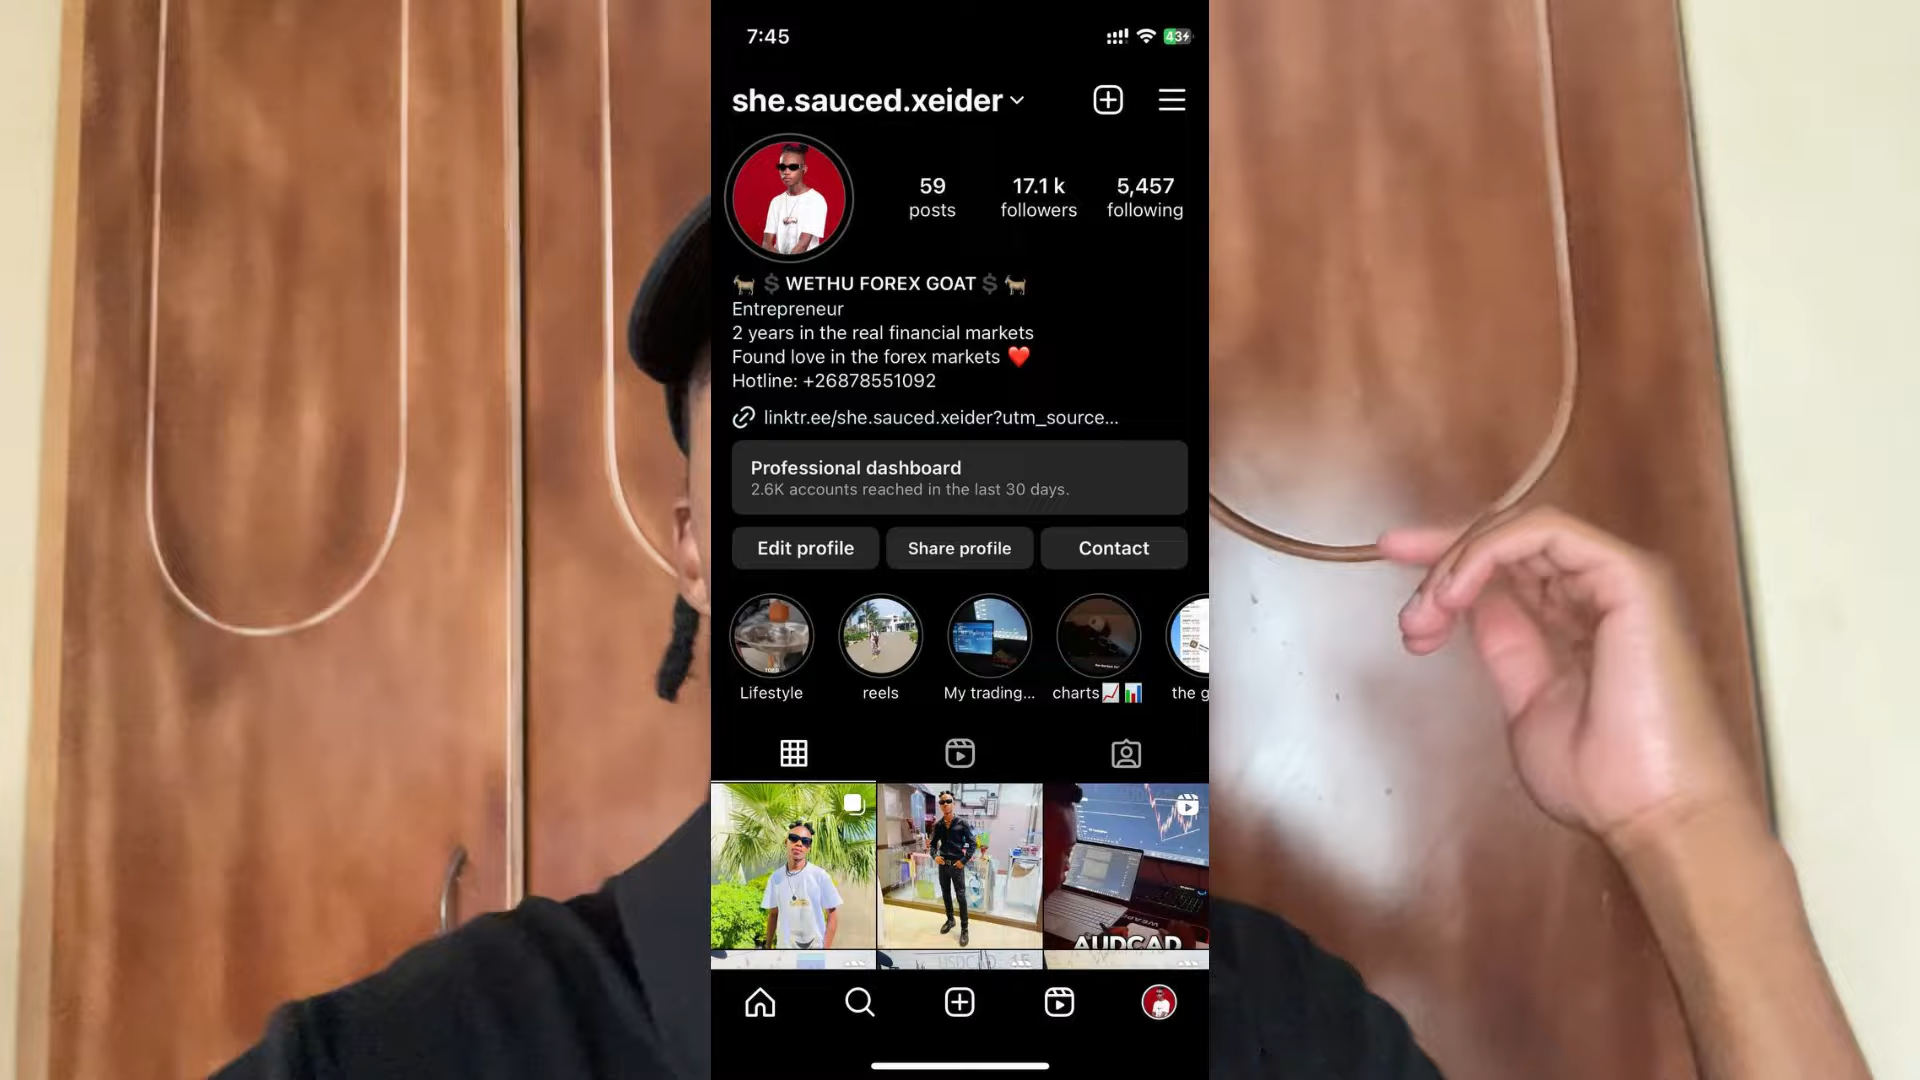 7:45
43
she.sauced.xeider
59
posts
17.1 k
followers
5,457
following
WETHU FOREX GOAT
Entrepreneur
2 years in the real financial markets
Found love in the forex markets ❤️
Hotline: +26878551092
linktr.ee/she.sauced.xeider?utm_source...
Professional dashboard
2.6K accounts reached in the last 30 days.
Edit profile
Share profile
Contact
Lifestyle
reels
My trading...
charts📈📊
the g
AUDCAD